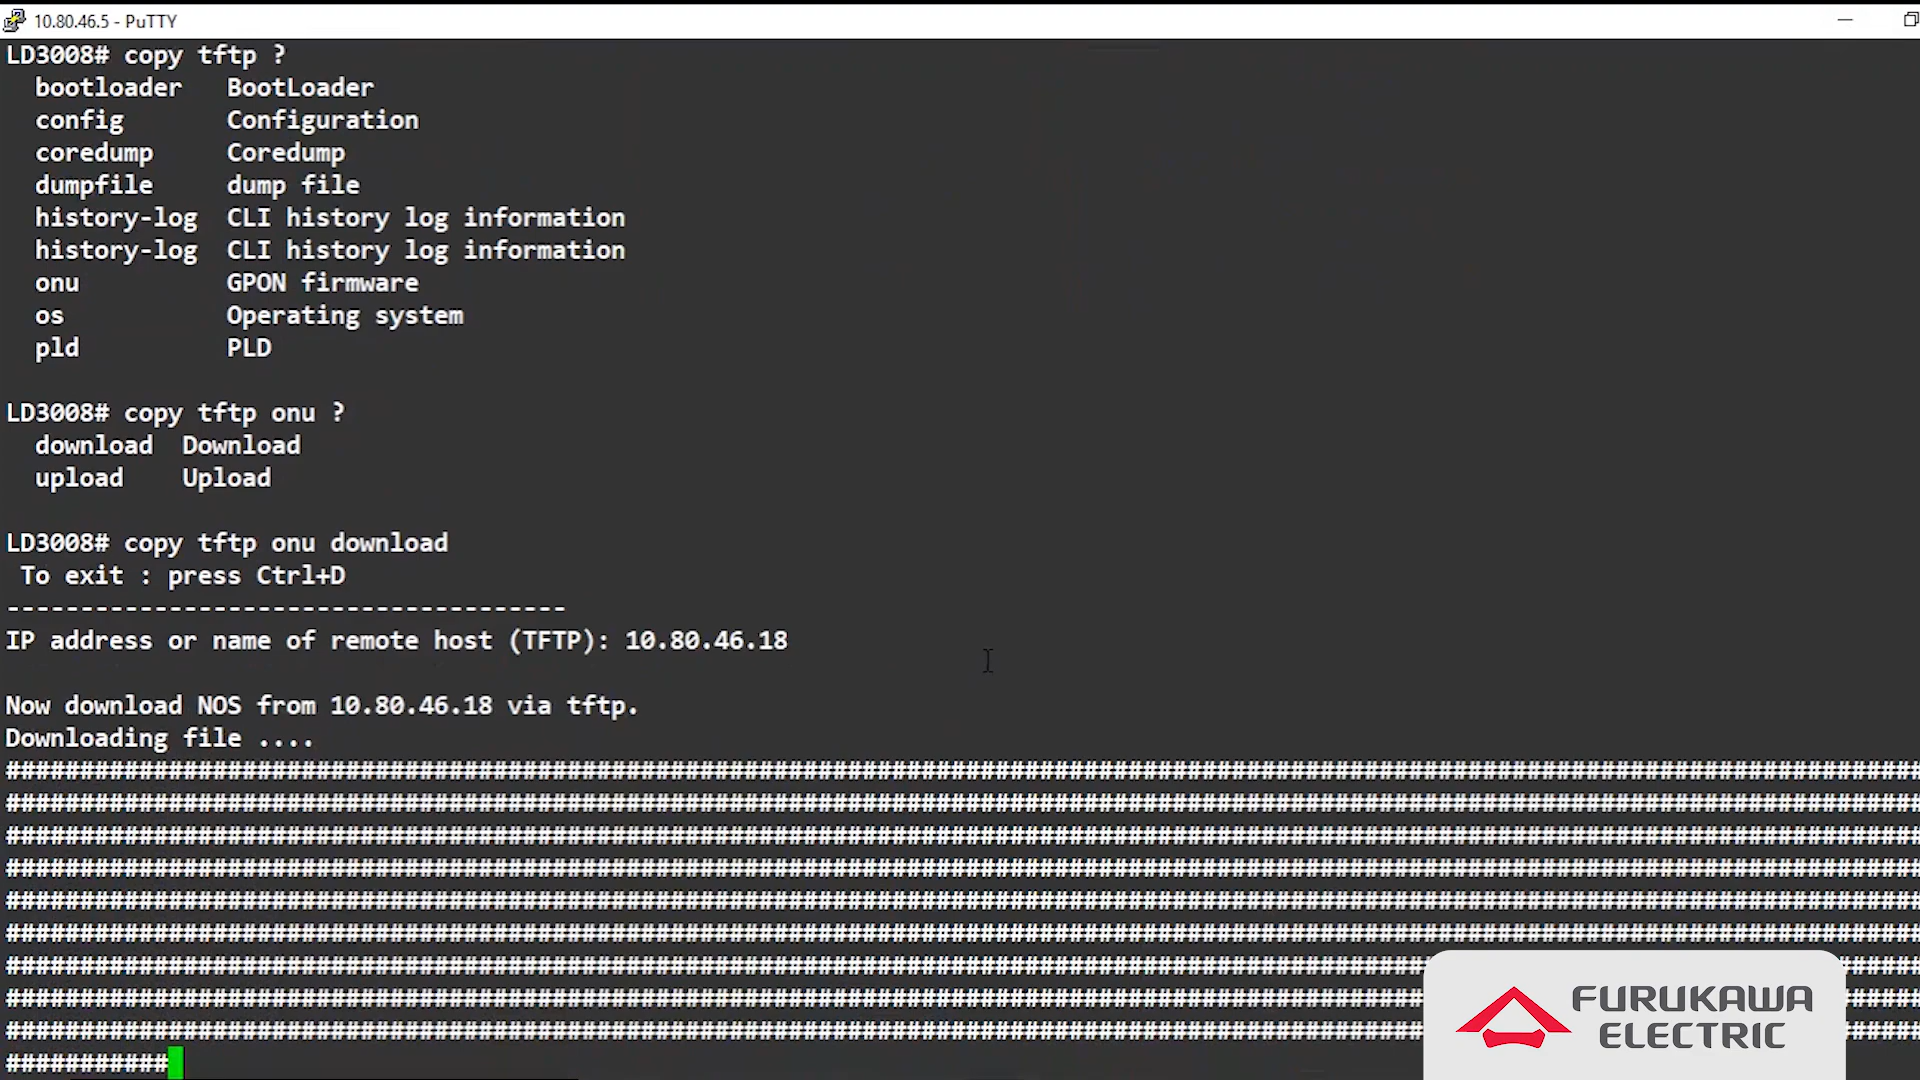 10.80.46.5 - PuTTY
LD3008# copy tftp ?
bootloader BootLoader
config Configuration
coredump Coredump
dumpfile dump file
history-log CLI history log information
history-log CLI history log information
onu GPON firmware
os Operating system
pld PLD
LD3008# copy tftp onu ?
download Download
upload Upload
LD3008# copy tftp onu download
To exit : press Ctrl+D
--------------------------------------
IP address or name of remote host (TFTP): 10.80.46.18
Now download NOS from 10.80.46.18 via tftp.
Downloading file ....
##################################################################################################################################
##################################################################################################################################
##################################################################################################################################
##################################################################################################################################
##################################################################################################################################
##################################################################################################################################
##################################################################################################################################
##################################################################################################################################
##################################################################################################################################
###########
FURUKAWA
ELECTRIC